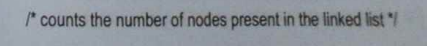 /* counts the number of nodes present in the linked list */